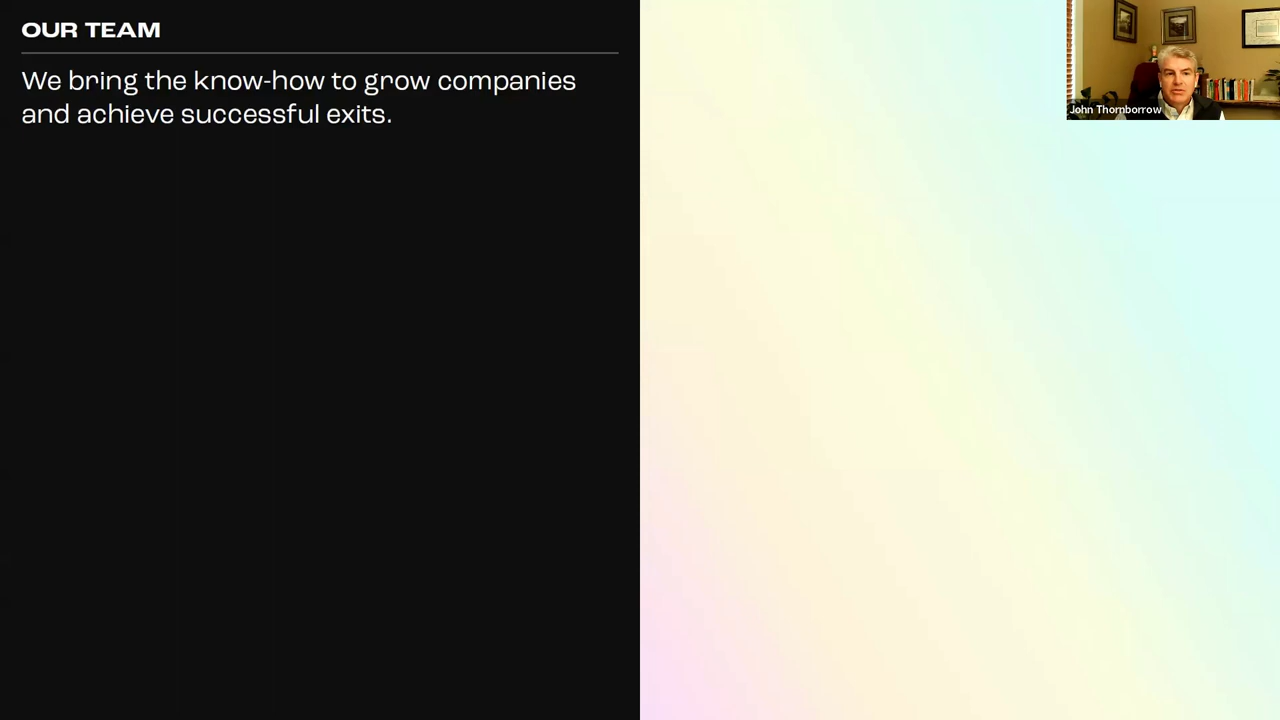 OUR TEAM
We bring the know-how to grow companies
and achieve successful exits.
John Thornborrow